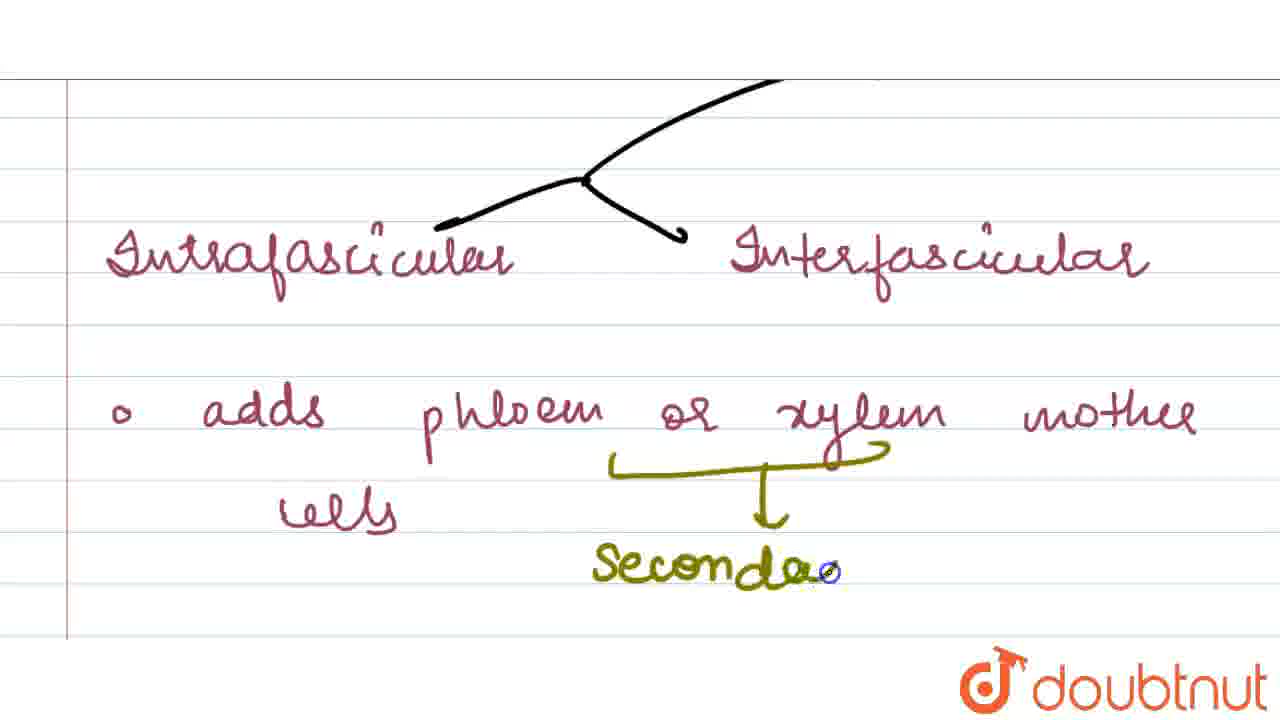 Intrafascicular Interfascicular
o adds phloem or xylem mother
cells
Seconda
doubtnut